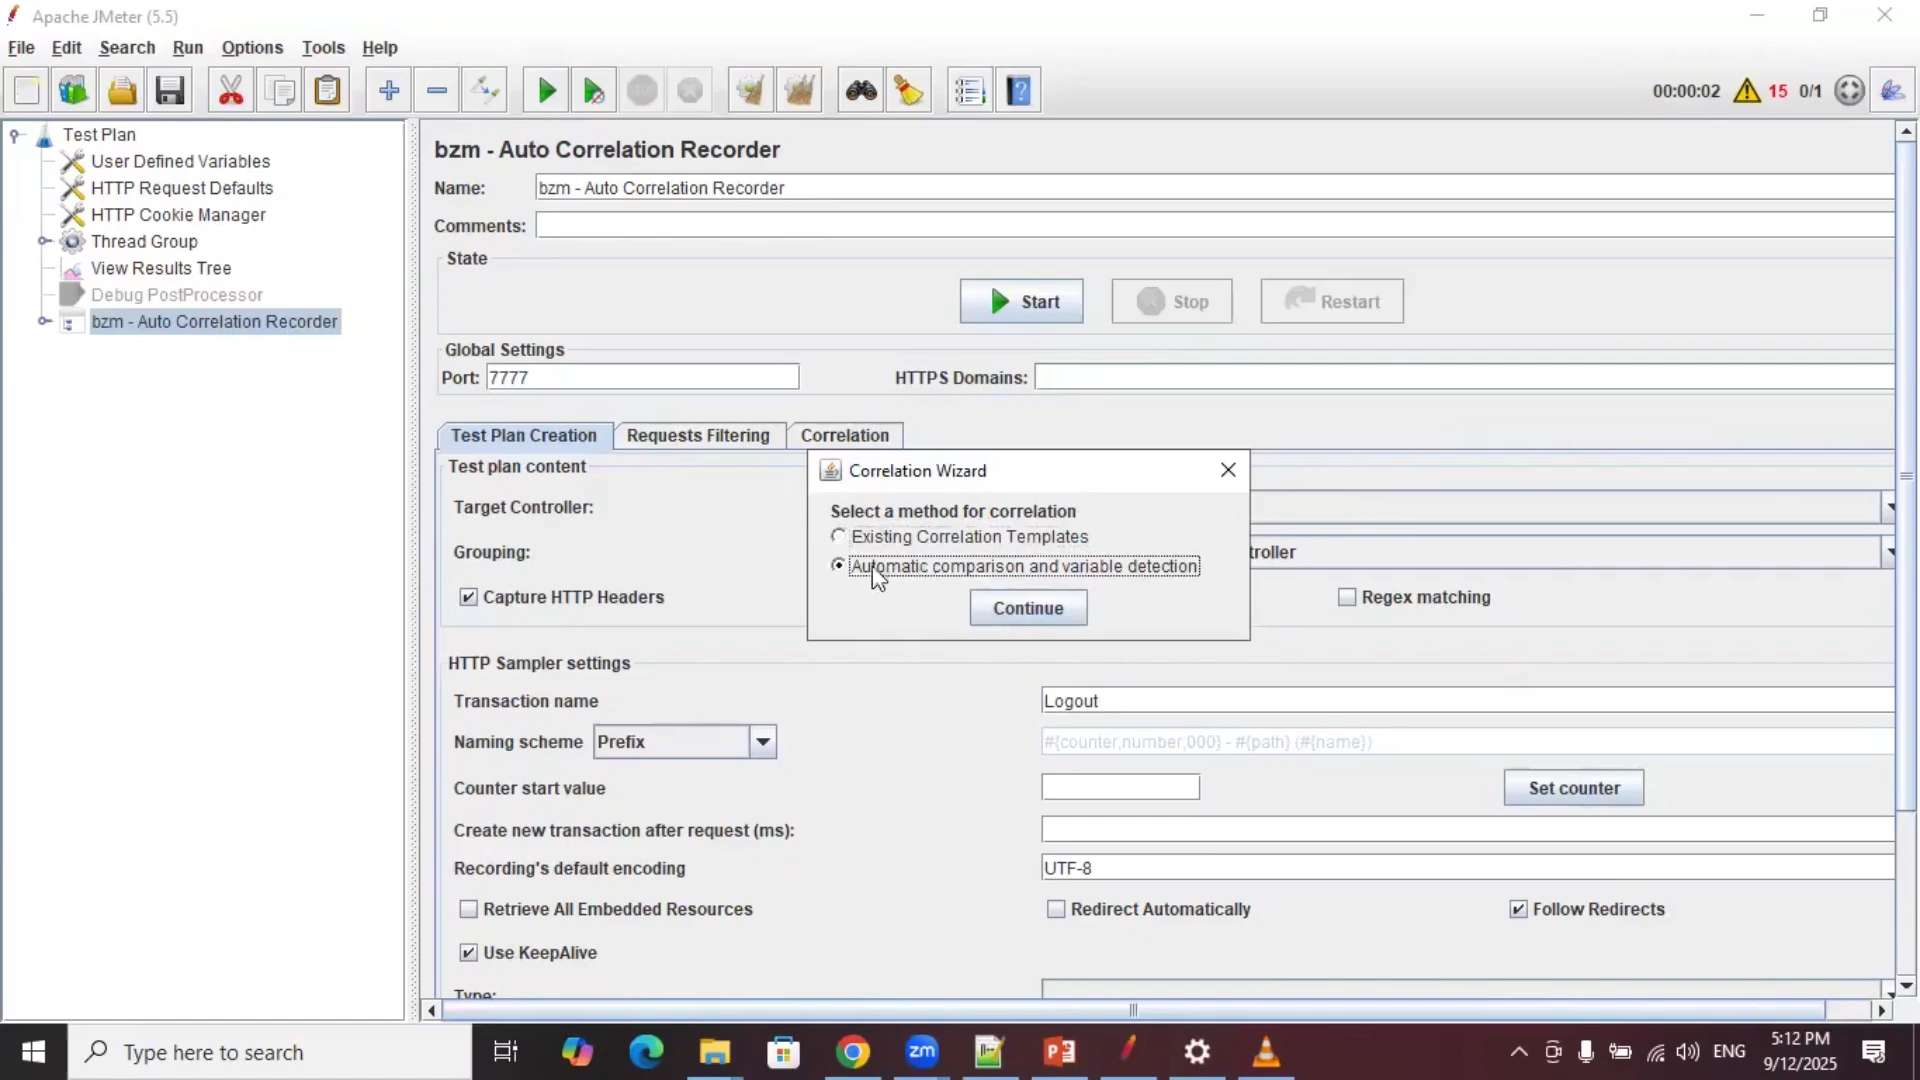 Apache JMeter (5.5)
File Edit Search Run Options Tools Help
00:00:02 15 0/1
Test Plan
User Defined Variables
HTTP Request Defaults
HTTP Cookie Manager
Thread Group
View Results Tree
Debug PostProcessor
bzm - Auto Correlation Recorder
bzm - Auto Correlation Recorder
Name: bzm - Auto Correlation Recorder
Comments:
State
Start Stop Restart
Global Settings
Port: 7777 HTTPS Domains:
Test Plan Creation Requests Filtering Correlation
Test plan content
Target Controller:
Grouping: troller
Capture HTTP Headers Regex matching
Correlation Wizard
Select a method for correlation
Existing Correlation Templates
Automatic comparison and variable detection
Continue
HTTP Sampler settings
Transaction name Logout
Naming scheme Prefix #{counter,number,000} - #{path} (#{name})
Counter start value Set counter
Create new transaction after request (ms):
Recording's default encoding UTF-8
Retrieve All Embedded Resources Redirect Automatically Follow Redirects
Use KeepAlive
Type:
Type here to search
zm
ENG
5:12 PM
9/12/2025